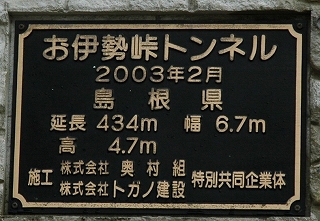 お伊勢峠トンネル
2003年2月
島根県
延長 434m 幅 6.7m
高 4.7m
施工 株式会社 奥村組 特別共同企業体
株式会社 トガノ建設